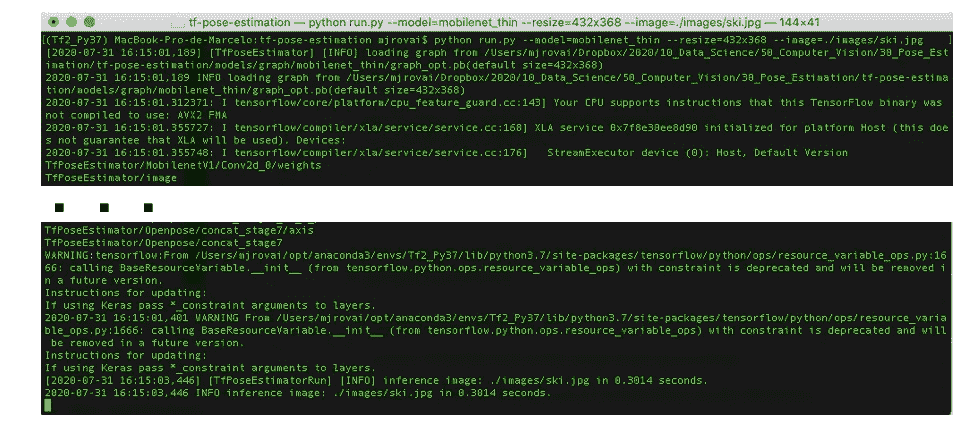 tf-pose-estimation — python run.py --model=mobilenet_thin --resize=432x368 --image=./images/ski.jpg — 144×41
[(Tf2_Py37) MacBook-Pro-de-Marcelo:tf-pose-estimation mjrovai$ python run.py --model=mobilenet_thin --resize=432x368 --image=./images/ski.jpg ]
[2020-07-31 16:15:01,189] [TfPoseEstimator] [INFO] loading graph from /Users/mjrovai/Dropbox/2020/10_Data_Science/50_Computer_Vision/30_Pose_Est
imation/tf-pose-estimation/models/graph/mobilenet_thin/graph_opt.pb(default size=432x368)
2020-07-31 16:15:01,189 INFO loading graph from /Users/mjrovai/Dropbox/2020/10_Data_Science/50_Computer_Vision/30_Pose_Estimation/tf-pose-estima
tion/models/graph/mobilenet_thin/graph_opt.pb(default size=432x368)
2020-07-31 16:15:01.312371: I tensorflow/core/platform/cpu_feature_guard.cc:143] Your CPU supports instructions that this TensorFlow binary was
not compiled to use: AVX2 FMA
2020-07-31 16:15:01.355727: I tensorflow/compiler/xla/service/service.cc:168] XLA service 0x7f8e30ee8d90 initialized for platform Host (this doe
s not guarantee that XLA will be used). Devices:
2020-07-31 16:15:01.355748: I tensorflow/compiler/xla/service/service.cc:176]   StreamExecutor device (0): Host, Default Version
TfPoseEstimator/MobilenetV1/Conv2d_0/weights
TfPoseEstimator/image
TfPoseEstimator/Openpose/concat_stage7/axis
TfPoseEstimator/Openpose/concat_stage7
WARNING:tensorflow:From /Users/mjrovai/opt/anaconda3/envs/Tf2_Py37/lib/python3.7/site-packages/tensorflow/python/ops/resource_variable_ops.py:16
66: calling BaseResourceVariable.__init__ (from tensorflow.python.ops.resource_variable_ops) with constraint is deprecated and will be removed i
n a future version.
Instructions for updating:
If using Keras pass *_constraint arguments to layers.
2020-07-31 16:15:01,401 WARNING From /Users/mjrovai/opt/anaconda3/envs/Tf2_Py37/lib/python3.7/site-packages/tensorflow/python/ops/resource_varia
ble_ops.py:1666: calling BaseResourceVariable.__init__ (from tensorflow.python.ops.resource_variable_ops) with constraint is deprecated and will
be removed in a future version.
Instructions for updating:
If using Keras pass *_constraint arguments to layers.
[2020-07-31 16:15:03,446] [TfPoseEstimatorRun] [INFO] inference image: ./images/ski.jpg in 0.3014 seconds.
2020-07-31 16:15:03,446 INFO inference image: ./images/ski.jpg in 0.3014 seconds.